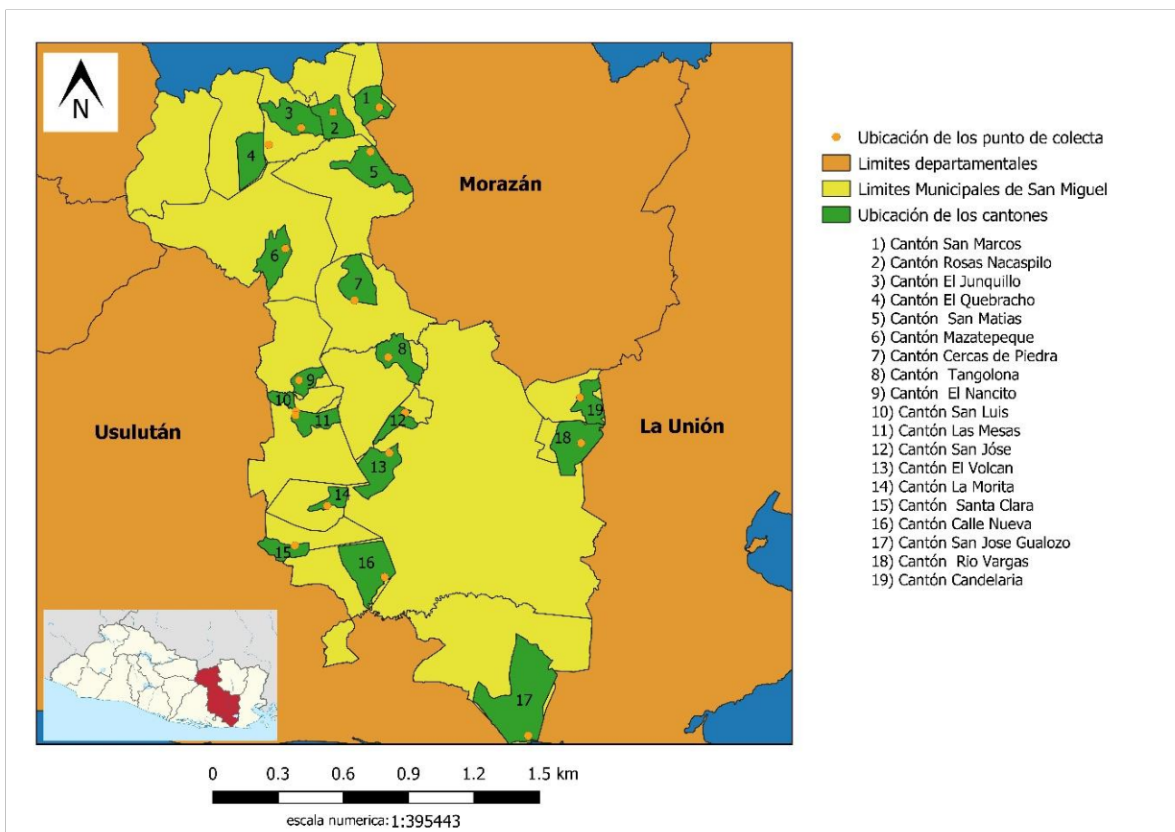 N
1
3
2
4
5
Morazán
6
7
8
9
10
11
12
19
Usulután
La Unión
18
13
14
15
16
17
0 0.3 0.6 0.9 1.2 1.5 km
escala numerica: 1:395443
Ubicación de los punto de colecta
Limites departamentales
Limites Municipales de San Miguel
Ubicación de los cantones
1) Cantón San Marcos
2) Cantón Rosas Nacaspilo
3) Cantón El Junquillo
4) Cantón El Quebracho
5) Cantón San Matias
6) Cantón Mazatepeque
7) Cantón Cercas de Piedra
8) Cantón Tangolona
9) Cantón El Nancito
10) Cantón San Luis
11) Cantón Las Mesas
12) Cantón San Jóse
13) Cantón El Volcan
14) Cantón La Morita
15) Cantón Santa Clara
16) Cantón Calle Nueva
17) Cantón San Jose Gualozo
18) Cantón Rio Vargas
19) Cantón Candelaria